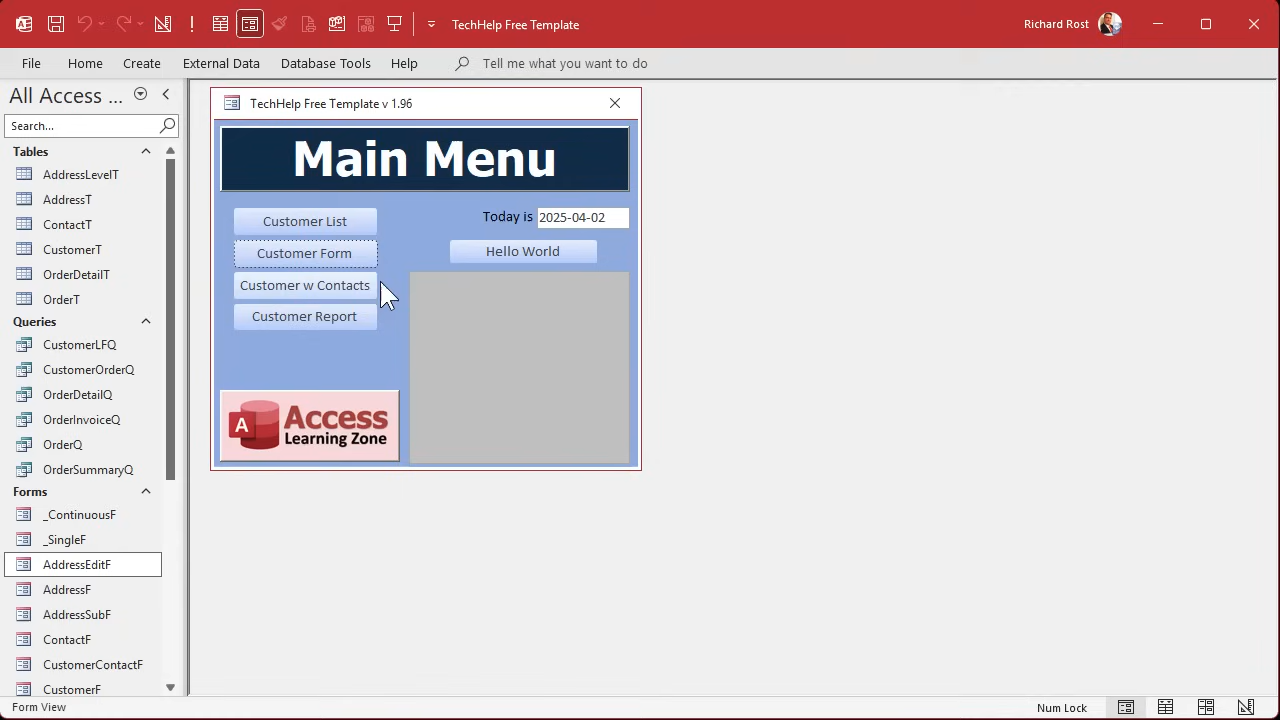 TechHelp Free Template
Richard Rost
File Home Create External Data Database Tools Help Tell me what you want to do
All Access ...
Search...
Tables
AddressLevelT
AddressT
ContactT
CustomerT
OrderDetailT
OrderT
Queries
CustomerLFQ
CustomerOrderQ
OrderDetailQ
OrderInvoiceQ
OrderQ
OrderSummaryQ
Forms
_ContinuousF
_SingleF
AddressEditF
AddressF
AddressSubF
ContactF
CustomerContactF
CustomerF
TechHelp Free Template v 1.96
Main Menu
Customer List
Customer Form
Customer w Contacts
Customer Report
Today is 2025-04-02
Hello World
A
Access
Learning Zone
Form View
Num Lock